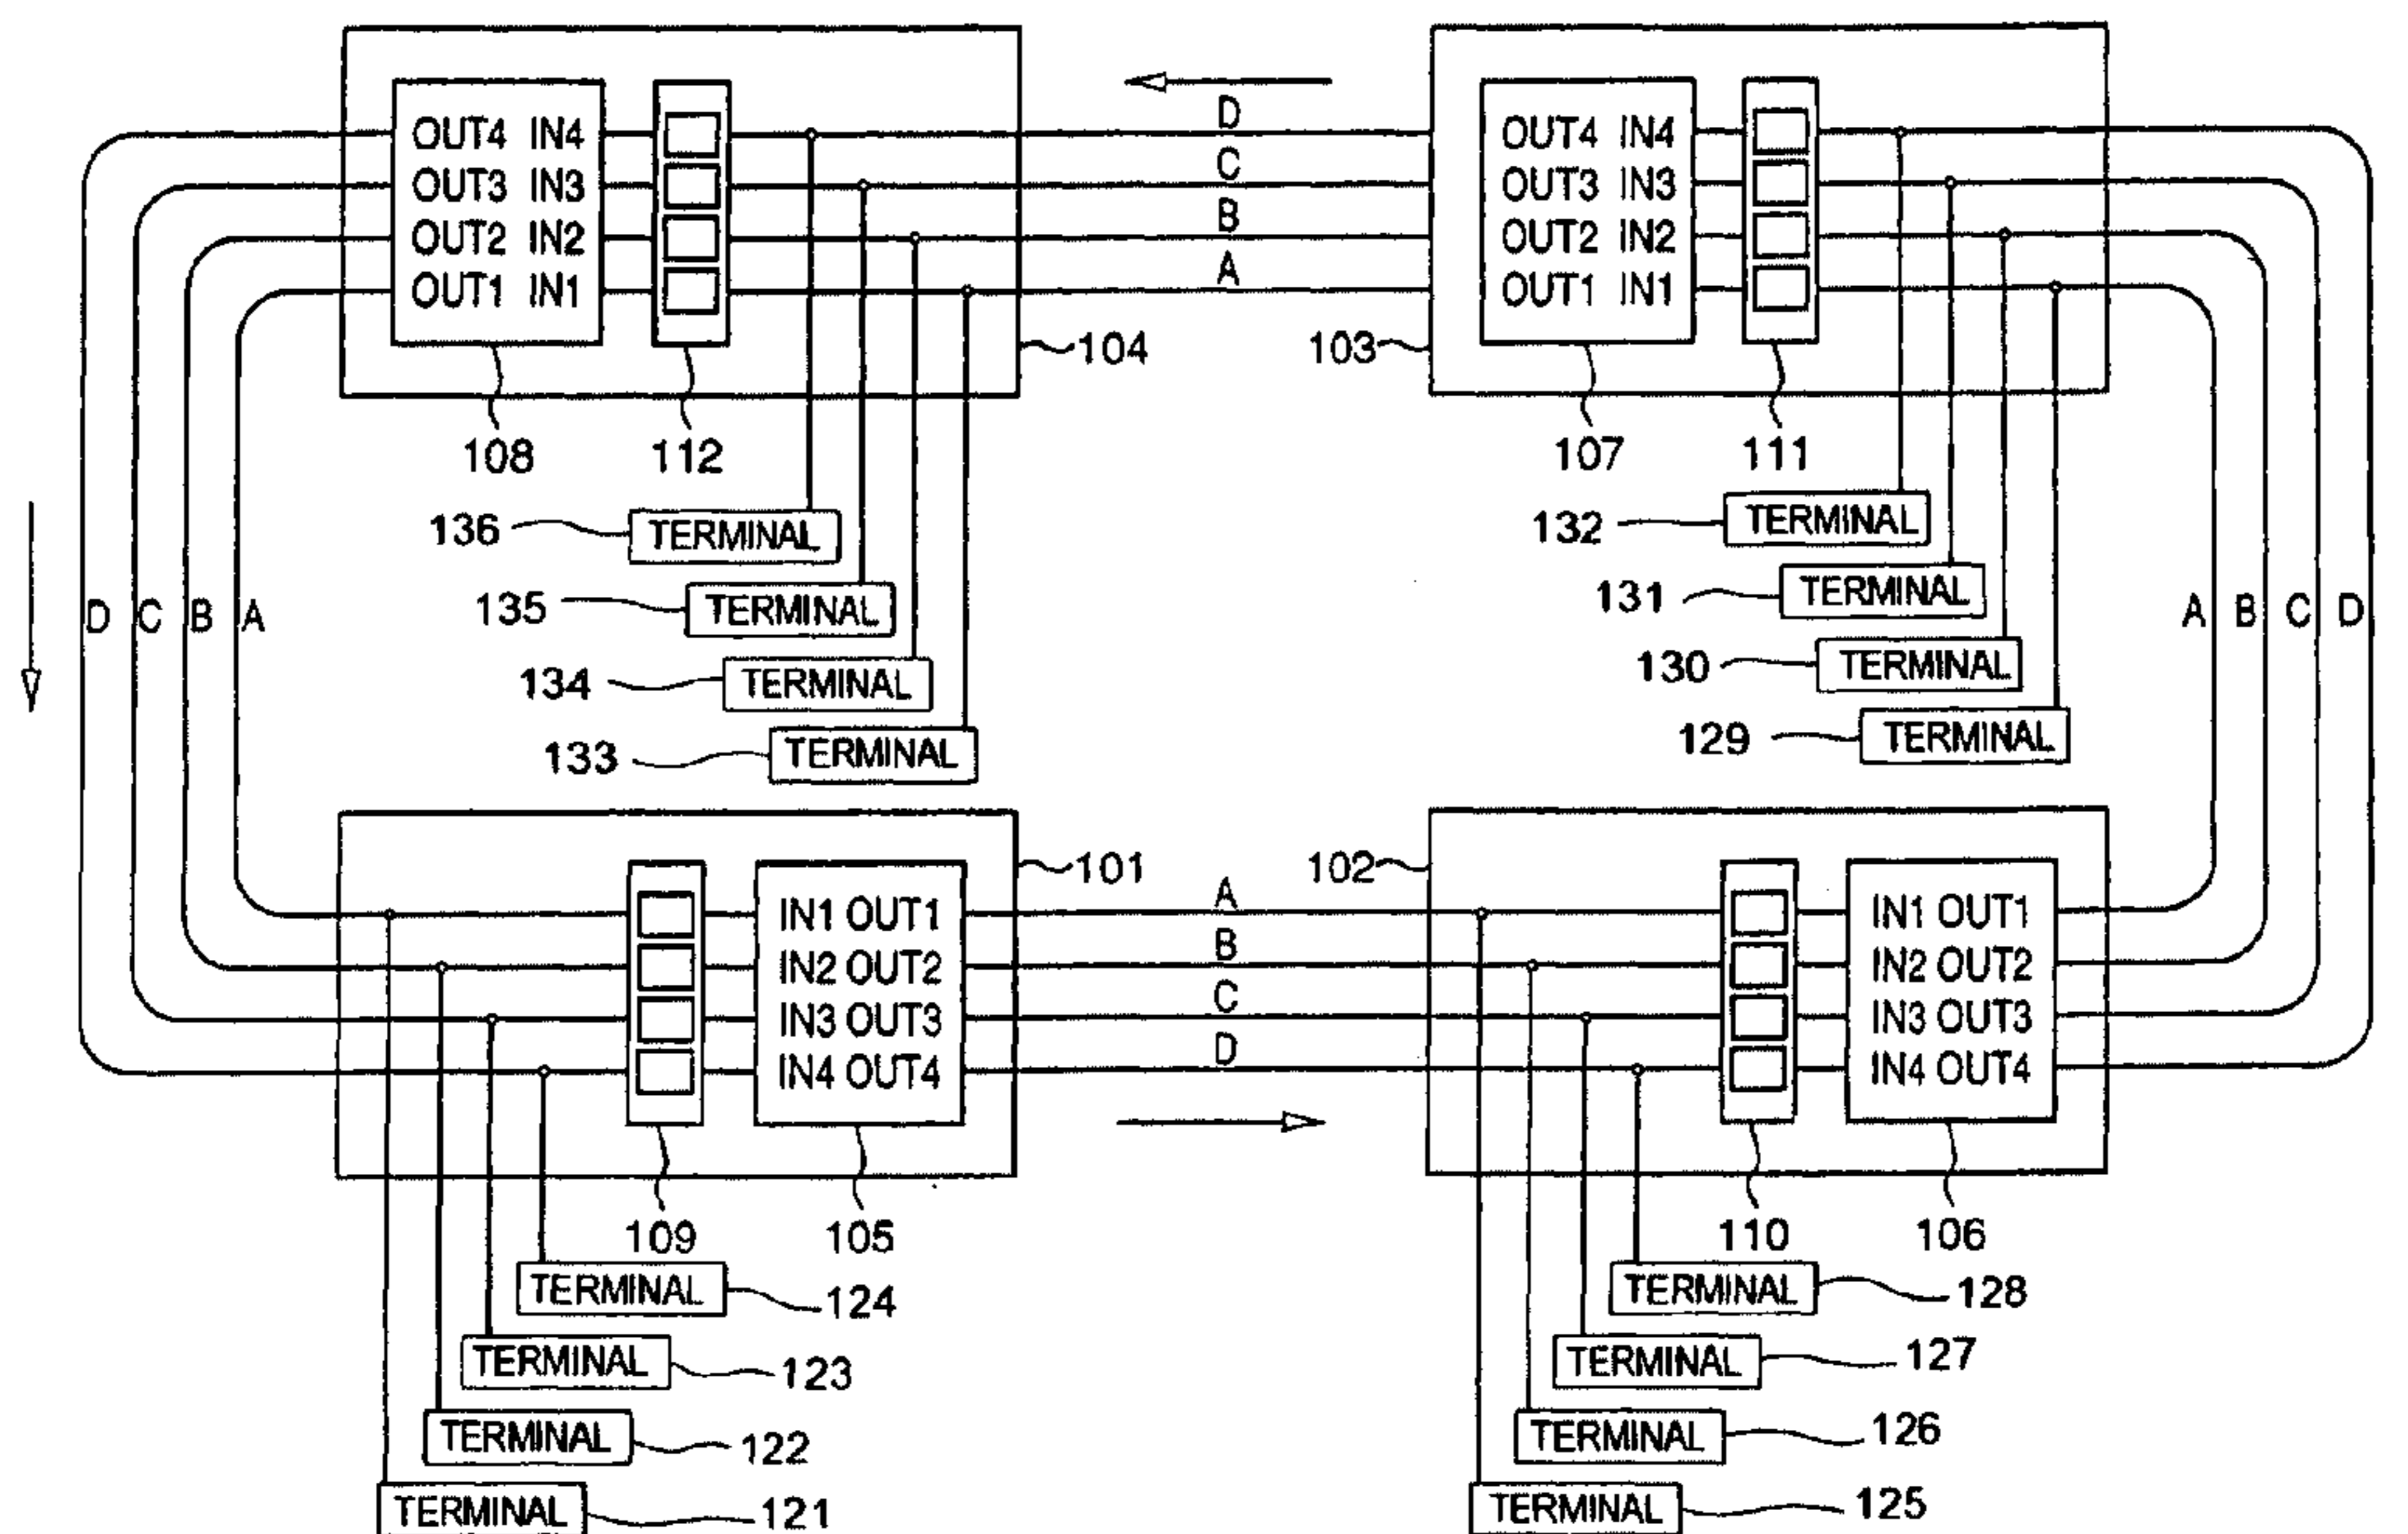 D
OUT4 IN4
OUT4 IN4
C
OUT3 IN3
OUT3 IN3
B
OUT2 IN2
OUT2 IN2
A
OUT1 IN1
OUT1 IN1
104
103
108
112
107
111
136
TERMINAL
132
TERMINAL
135
TERMINAL
131
TERMINAL
D C B A
A B C D
134
TERMINAL
130
TERMINAL
133
TERMINAL
129
TERMINAL
101
102
A
IN1 OUT1
IN1 OUT1
B
IN2 OUT2
IN2 OUT2
C
IN3 OUT3
IN3 OUT3
D
IN4 OUT4
IN4 OUT4
109
105
110
106
TERMINAL
124
TERMINAL
128
TERMINAL
123
TERMINAL
127
TERMINAL
122
TERMINAL
126
TERMINAL
121
TERMINAL
125